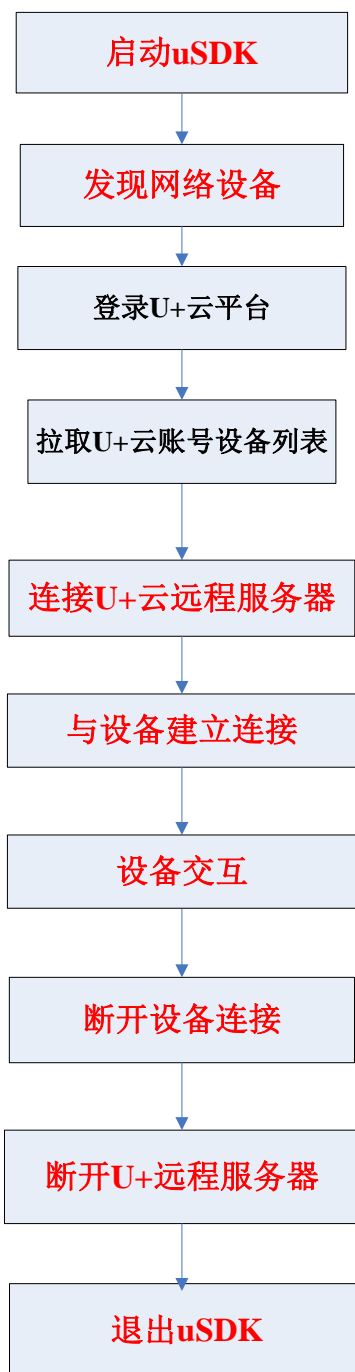 启动uSDK
发现网络设备
登录U+云平台
拉取U+云账号设备列表
连接U+云远程服务器
与设备建立连接
设备交互
断开设备连接
断开U+远程服务器
退出uSDK